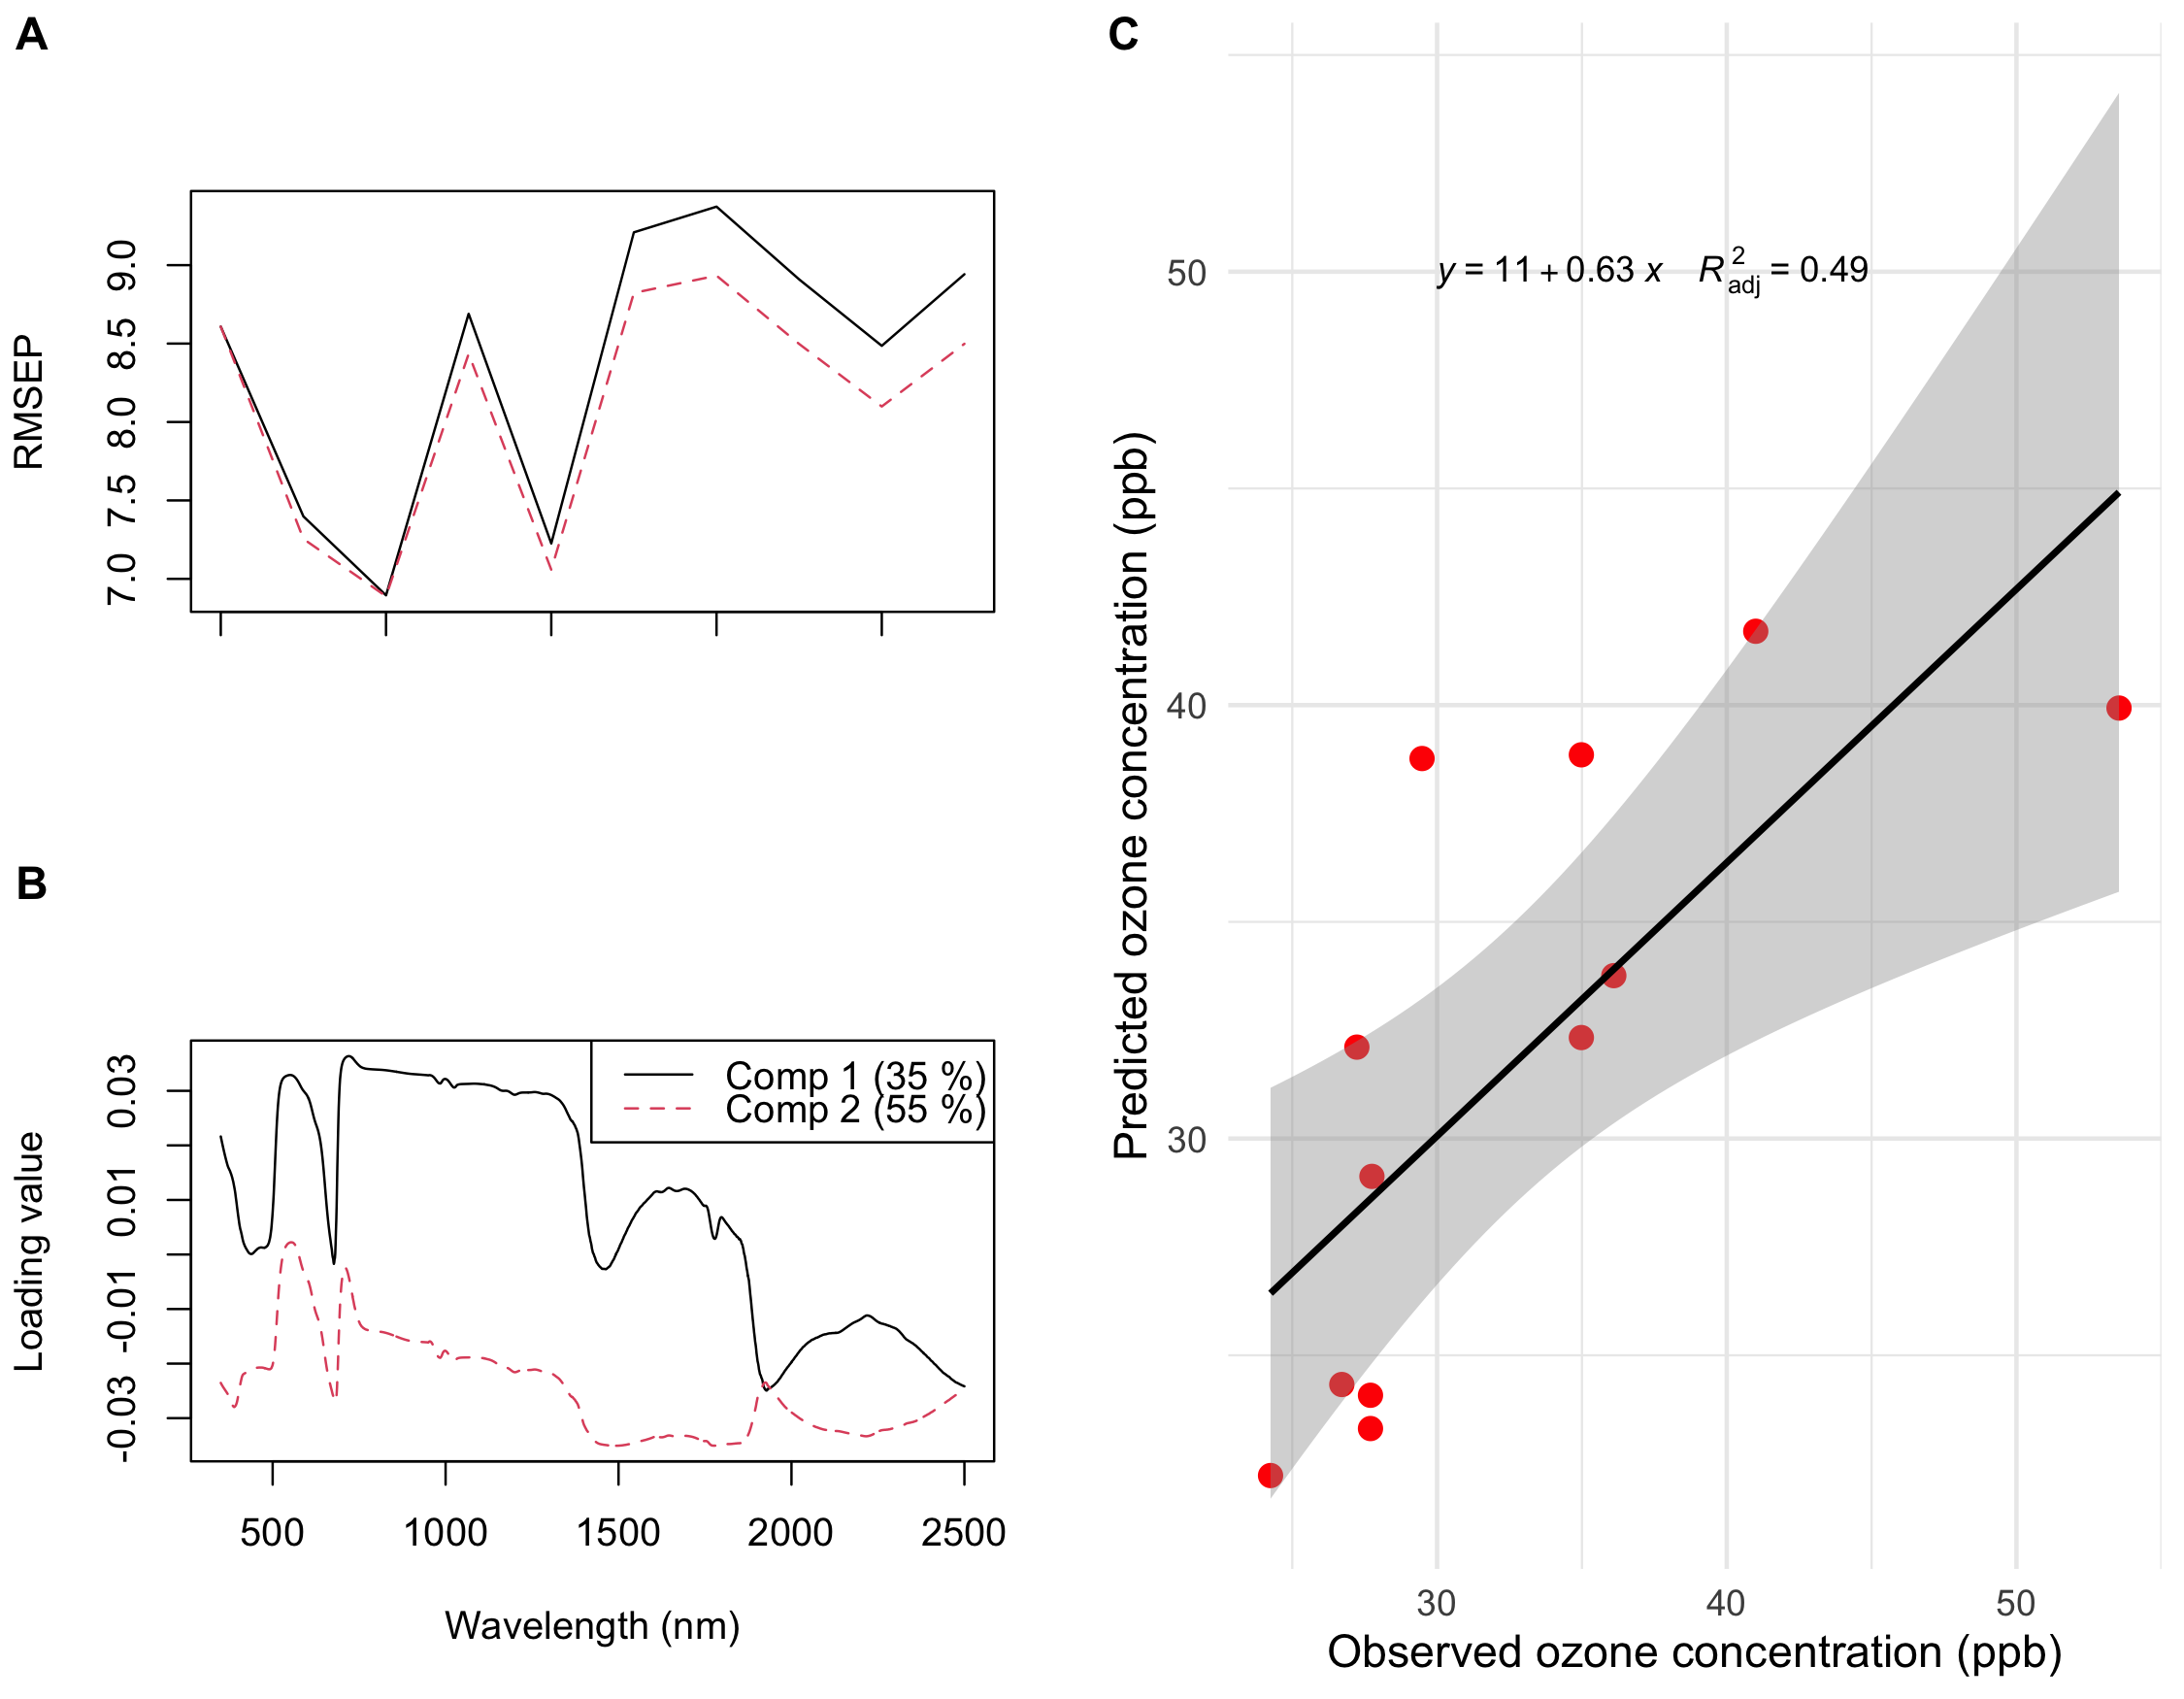 A
RMSEP
9.0
8.5
8.0
7.5
7.0
B
Loading value
0.03
0.01
-0.01
-0.03
Comp 1 (35 %)
Comp 2 (55 %)
500 1000 1500 2000 2500
Wavelength (nm)
C
Predicted ozone concentration (ppb)
50
40
30
y = 11 + 0.63 x R²adj = 0.49
30 40 50
Observed ozone concentration (ppb)